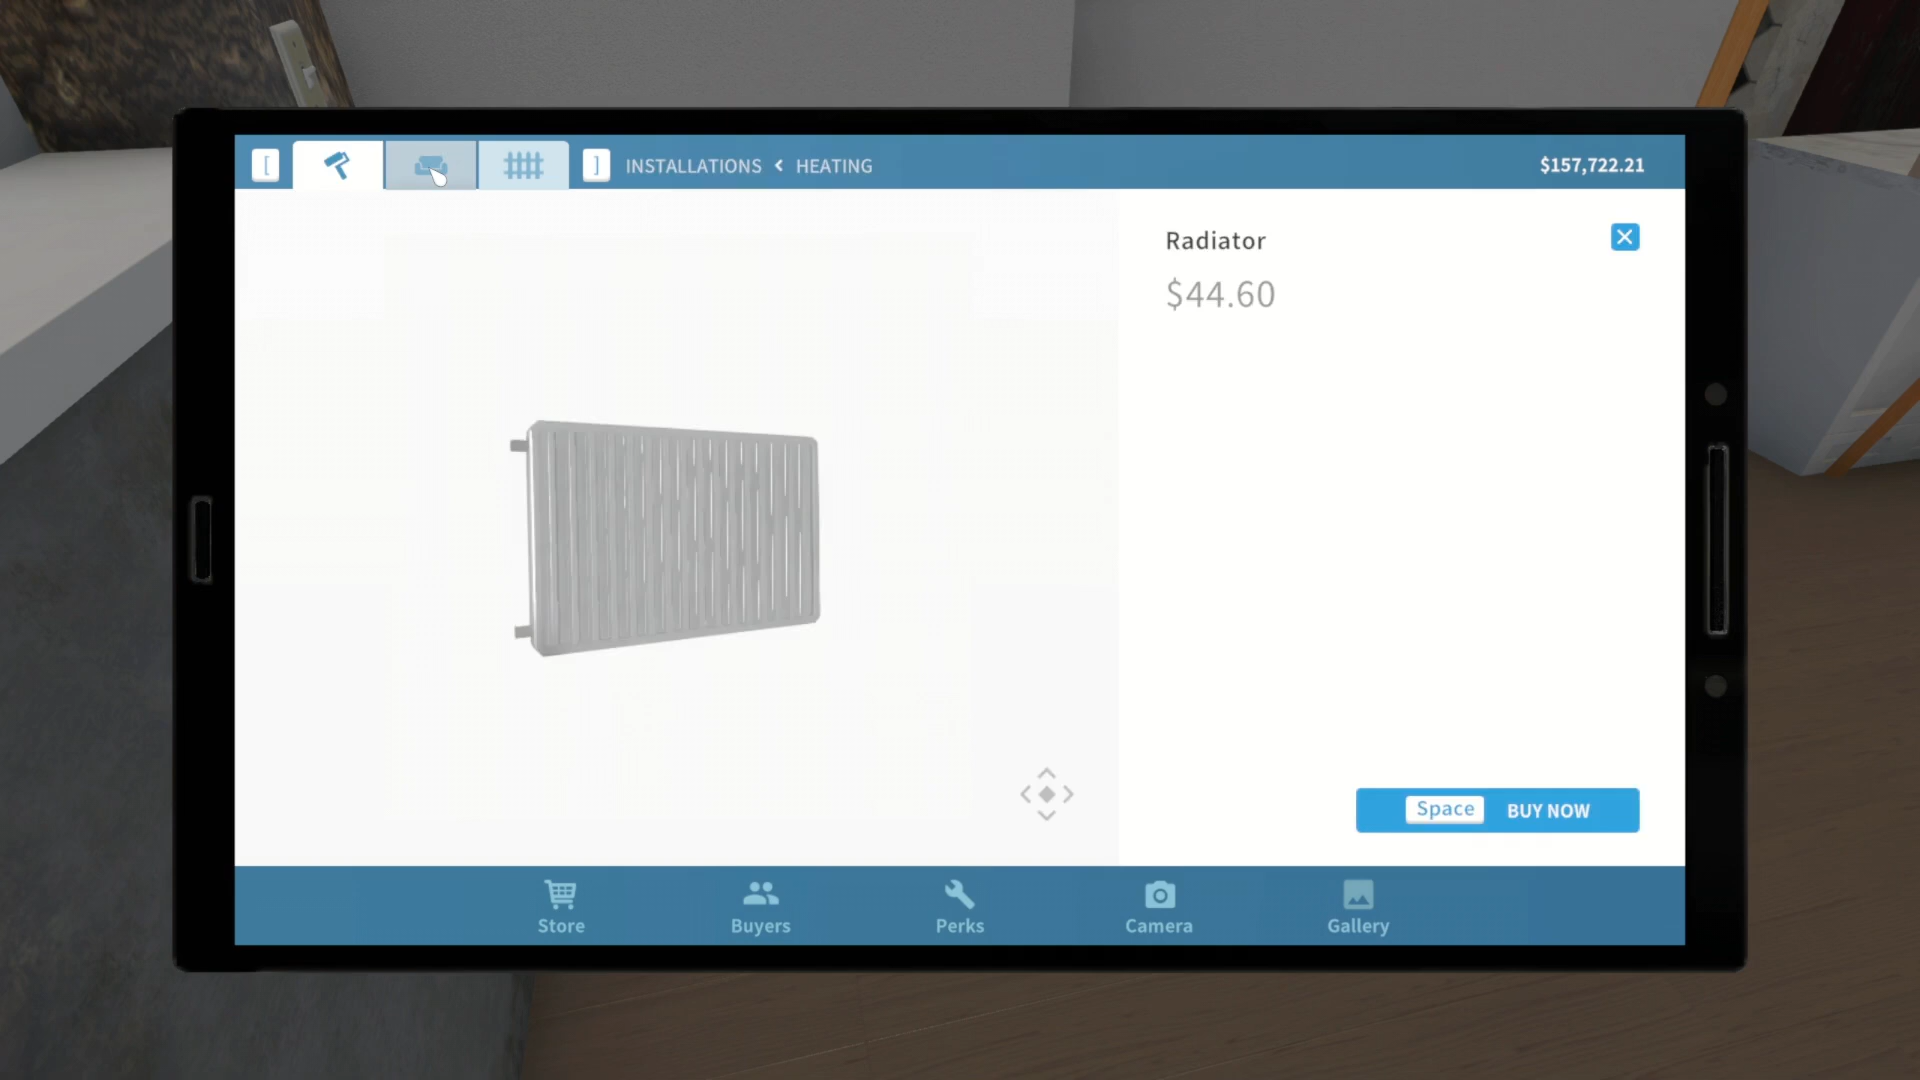 [ ] INSTALLATIONS < HEATING $157,722.21
Radiator
$44.60
Space BUY NOW
Store Buyers Perks Camera Gallery